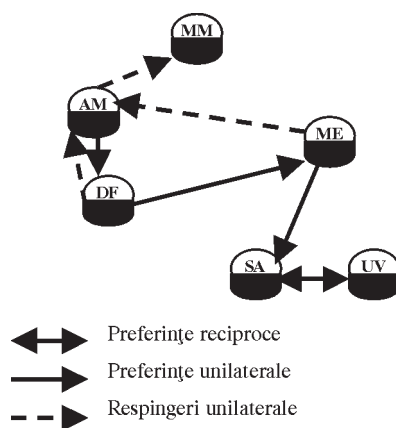 MM
AM
ME
DF
SA
UV
Preferinţe reciproce
Preferinţe unilaterale
Respingeri unilaterale